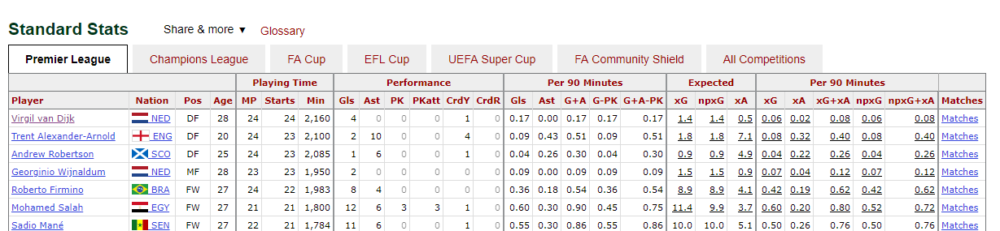 Standard Stats Share & more ▼ Glossary
Premier League Champions League FA Cup EFL Cup UEFA Super Cup FA Community Shield All Competitions
Playing Time Performance Per 90 Minutes Expected Per 90 Minutes
Player Nation Pos Age MP Starts Min Gls Ast PK PKatt CrdY CrdR Gls Ast G+A G-PK G+A-PK xG npxG xA xG xA xG+xA npxG npxG+xA Matches
Virgil van Dijk NED DF 28 24 24 2,160 4 0 0 0 1 0 0.17 0.00 0.17 0.17 0.17 1.4 1.4 0.5 0.06 0.02 0.08 0.06 0.08 Matches
Trent Alexander-Arnold ENG DF 20 24 23 2,100 2 10 0 0 4 0 0.09 0.43 0.51 0.09 0.51 1.8 1.8 7.1 0.08 0.32 0.40 0.08 0.40 Matches
Andrew Robertson SCO DF 25 24 23 2,085 1 6 0 0 1 0 0.04 0.26 0.30 0.04 0.30 0.9 0.9 4.9 0.04 0.22 0.26 0.04 0.26 Matches
Georginio Wijnaldum NED MF 28 23 23 1,950 2 0 0 0 0 0 0.09 0.00 0.09 0.09 0.09 1.5 1.5 0.9 0.07 0.04 0.12 0.07 0.12 Matches
Roberto Firmino BRA FW 27 24 22 1,983 8 4 0 0 0 0 0.36 0.18 0.54 0.36 0.54 8.9 8.9 4.1 0.42 0.19 0.62 0.42 0.62 Matches
Mohamed Salah EGY FW 27 21 21 1,800 12 6 3 3 1 0 0.60 0.30 0.90 0.45 0.75 11.4 9.9 3.7 0.60 0.20 0.80 0.52 0.72 Matches
Sadio Mané SEN FW 27 22 21 1,784 11 6 0 0 1 0 0.55 0.30 0.86 0.55 0.86 10.0 10.0 5.1 0.50 0.26 0.76 0.50 0.76 Matches